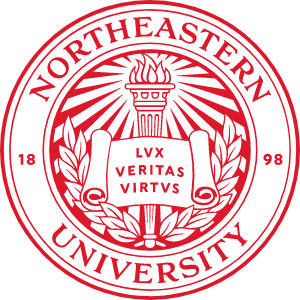 NORTHEASTERN
18 98
LVX
VERITAS
VIRTVS
UNIVERSITY